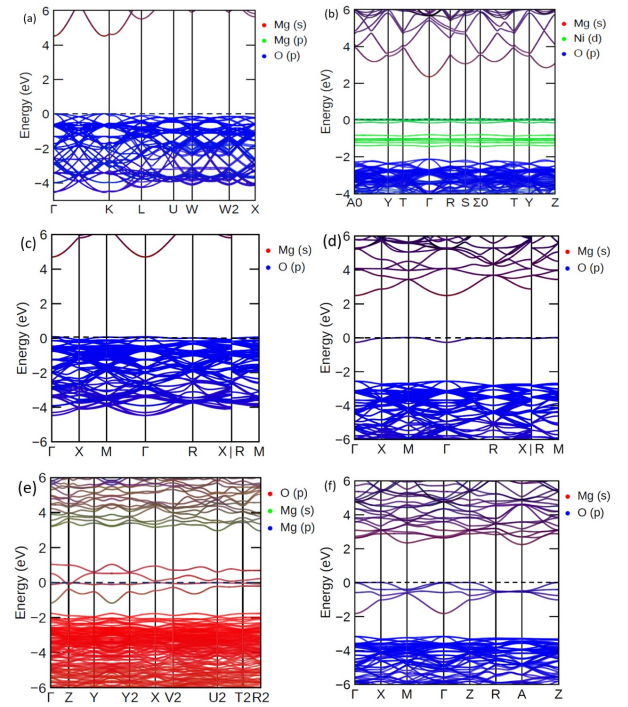 (a)
6
4
2
0
−2
−4
Energy (eV)
Γ K L U W W2 X
Mg (s)
Mg (p)
O (p)
(b)
6
4
2
0
−2
−4
Energy (eV)
A0 Y T Γ R S Σ0 T Y Z
Mg (s)
Ni (d)
O (p)
(c)
6
4
2
0
−2
−4
−6
Energy (eV)
Γ X M Γ R X|R M
Mg (s)
O (p)
(d)
6
4
2
0
−2
−4
−6
Energy (eV)
Γ X M Γ R X|R M
Mg (s)
O (p)
(e)
6
4
2
0
−2
−4
−6
Energy (eV)
Γ Z Y Y2 X V2 U2 T2 R2
O (p)
Mg (s)
Mg (p)
(f)
6
4
2
0
−2
−4
−6
Energy (eV)
Γ X M Γ Z R A Z
Mg (s)
O (p)